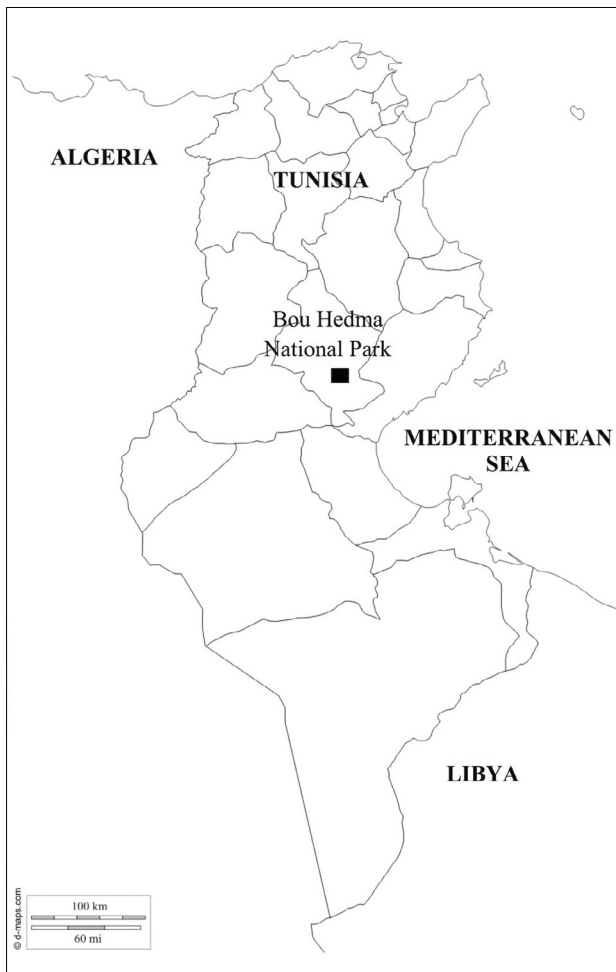 ALGERIA
TUNISIA
Bou Hedma
National Park
MEDITERRANEAN
SEA
LIBYA
100 km
60 mi
© d-maps.com